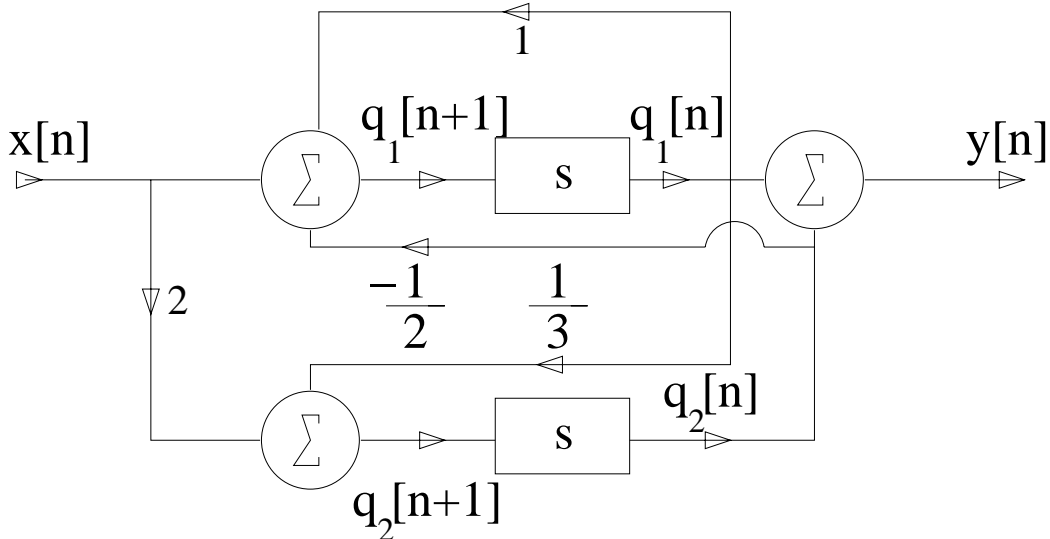 1
q₁[n+1]
q₁[n]
x[n]
y[n]
Σ
s
Σ
-1/2
1/3
2
q₂[n]
Σ
s
q₂[n+1]